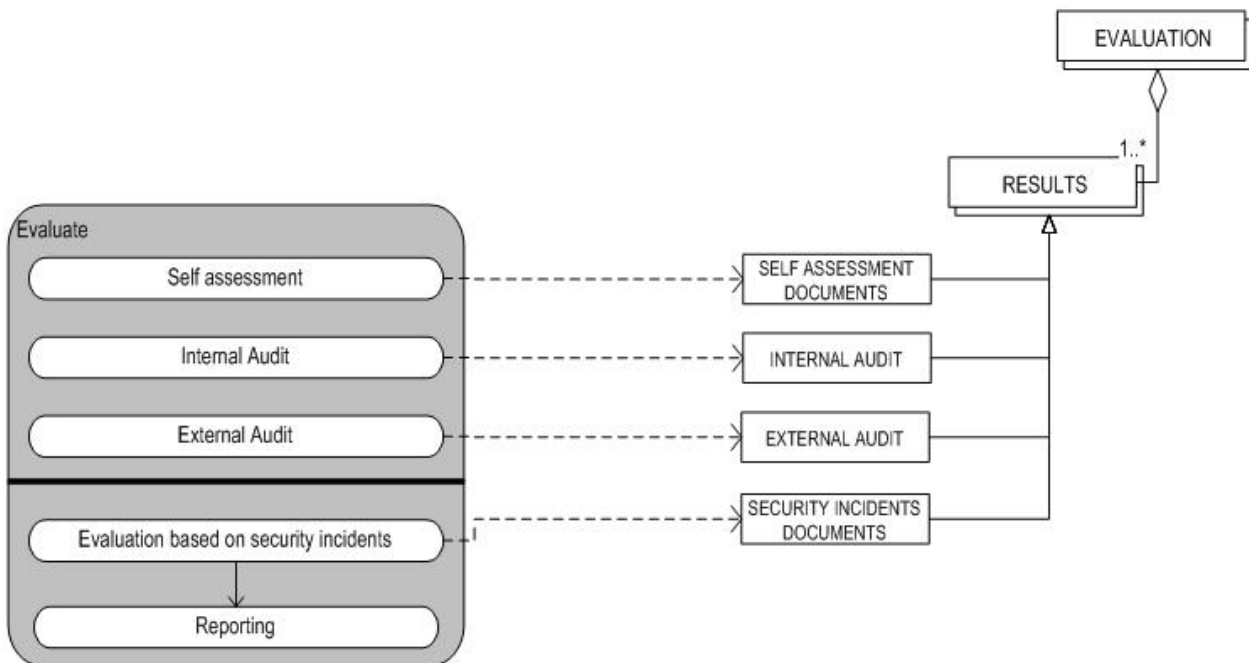 EVALUATION
1..*
RESULTS
Evaluate
Self assessment
SELF ASSESSMENT
DOCUMENTS
Internal Audit
INTERNAL AUDIT
External Audit
EXTERNAL AUDIT
SECURITY INCIDENTS
DOCUMENTS
Evaluation based on security incidents
Reporting